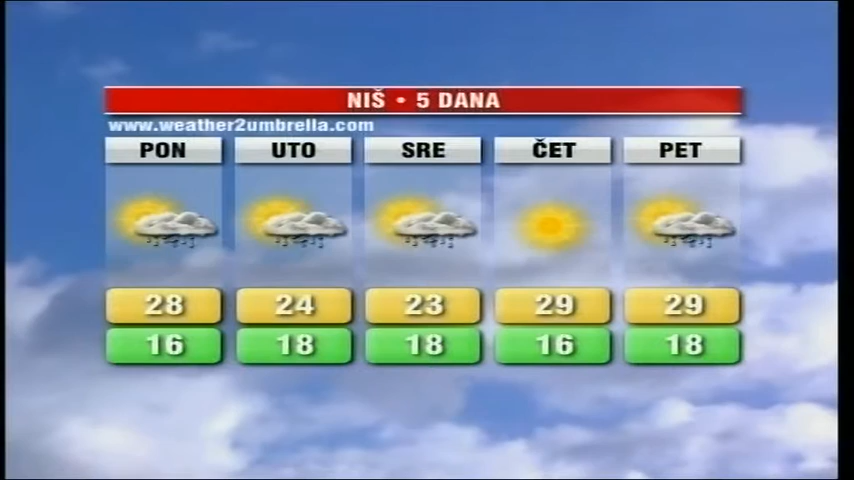 NIŠ • 5 DANA
www.weather2umbrella.com
PON UTO SRE ČET PET
28 24 23 29 29
16 18 18 16 18